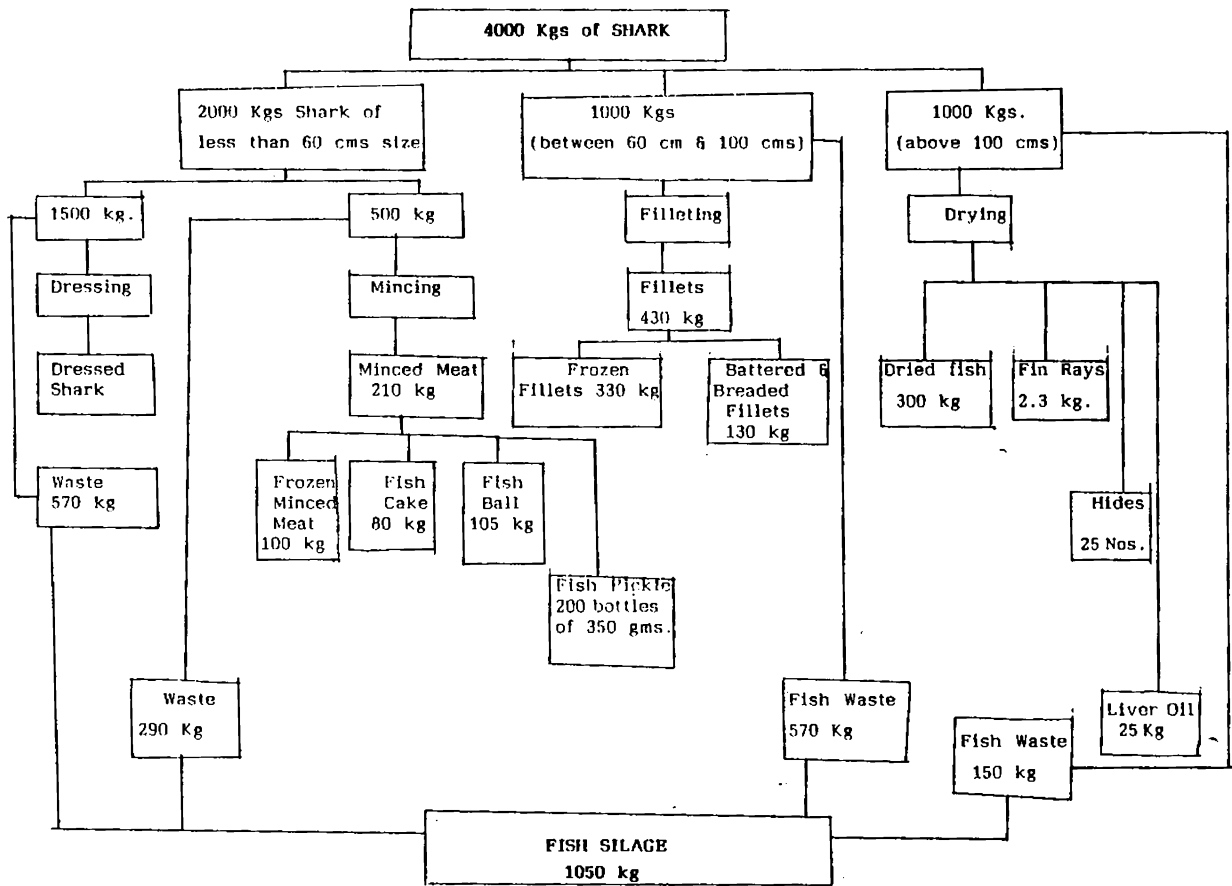 4000 Kgs of SHARK
2000 Kgs Shark of
less than 60 cms size
1000 Kgs
(between 60 cm & 100 cms)
1000 Kgs.
(above 100 cms)
1500 kg.
500 kg
Filleting
Drying
Dressing
Mincing
Fillets
430 kg
Dressed
Shark
Minced Meat
210 kg
Frozen
Fillets 330 kg
Battered &
Breaded
Fillets
130 kg
Dried fish
300 kg
Fin Rays
2.3 kg.
Waste
570 kg
Frozen
Minced
Meat
100 kg
Fish
Cake
80 kg
Fish
Ball
105 kg
Hides
25 Nos.
Fish Pickle
200 bottles
of 350 gms.
Waste
290 Kg
Fish Waste
570 Kg
Fish Waste
150 kg
Liver Oil
25 Kg
FISH SILAGE
1050 kg